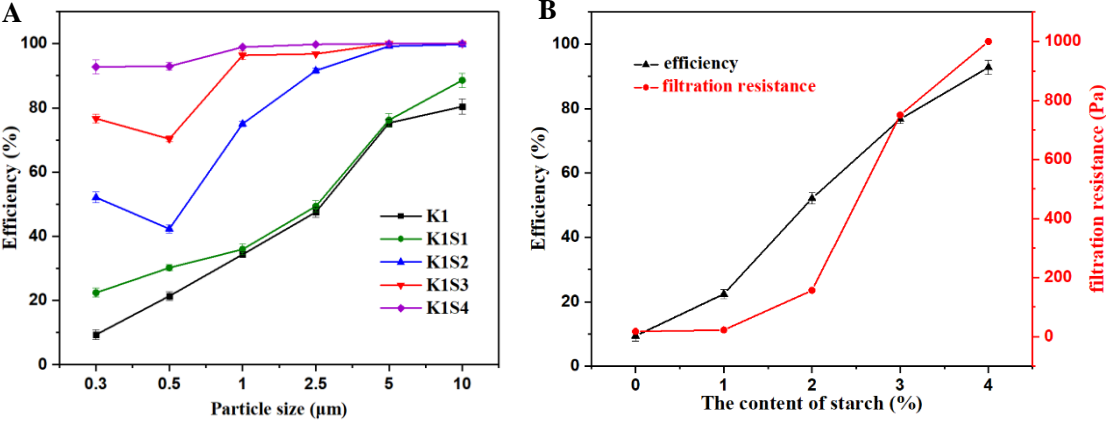 A
Efficiency (%)
100
80
60
40
20
0
0.3 0.5 1 2.5 5 10
Particle size (μm)
K1
K1S1
K1S2
K1S3
K1S4
B
Efficiency (%)
100
80
60
40
20
0
0 1 2 3 4
The content of starch (%)
efficiency
filtration resistance
1000
800
600
400
200
0
filtration resistance (Pa)